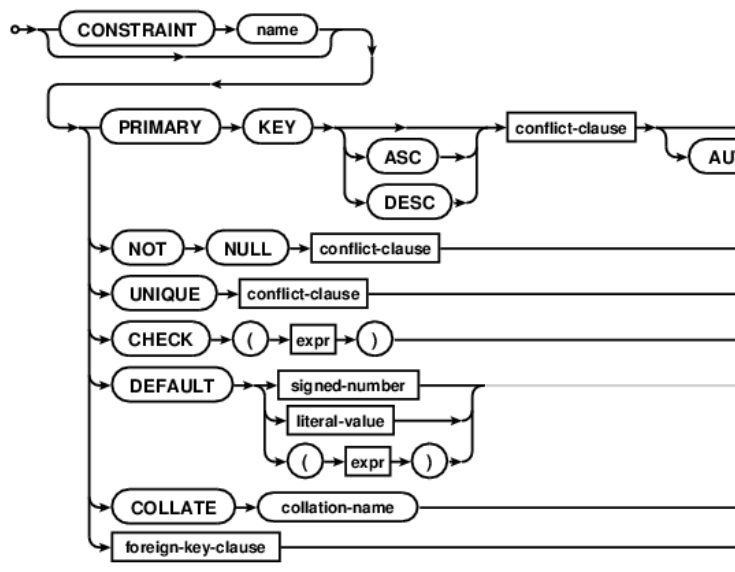 CONSTRAINT name
PRIMARY KEY conflict-clause
ASC AU
DESC
NOT NULL conflict-clause
UNIQUE conflict-clause
CHECK ( expr )
DEFAULT signed-number
literal-value
( expr )
COLLATE collation-name
foreign-key-clause